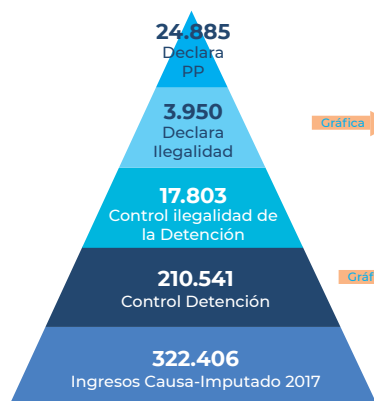 24.885
Declara
PP
3.950
Declara
Ilegalidad
Gráfica
17.803
Control ilegalidad de
la Detención
210.541
Control Detención
Gráf
322.406
Ingresos Causa-Imputado 2017